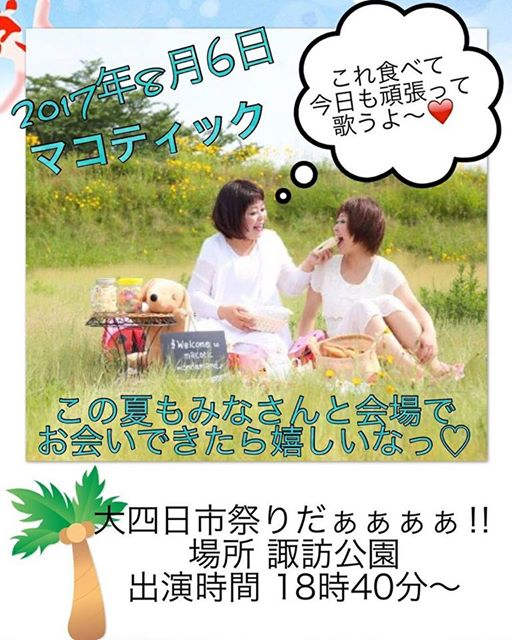 2017年8月6日
マコティック
これ食べて
今日も頑張って
歌うよ〜❤️
Welcome to
macotic
wonderland
この夏もみなさんと会場で
お会いできたら嬉しいなっ♡
大四日市祭りだぁぁぁぁ!!
場所 諏訪公園
出演時間 18時40分〜